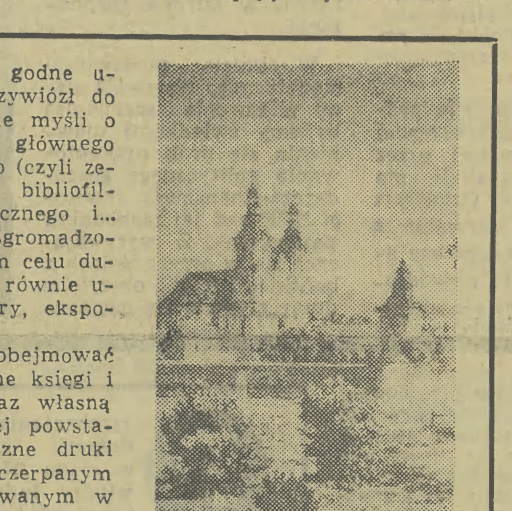 godne u-
zywiózł do
e myśli o
głównego
o (czyli ze-
bibliofil-
cznego i...
sgromadzo-
m celu du-
równie u-
ry, ekspo-
obejmować
ne księgi i
az własną
ej powsta-
zne druki
czerpanym
wanym w